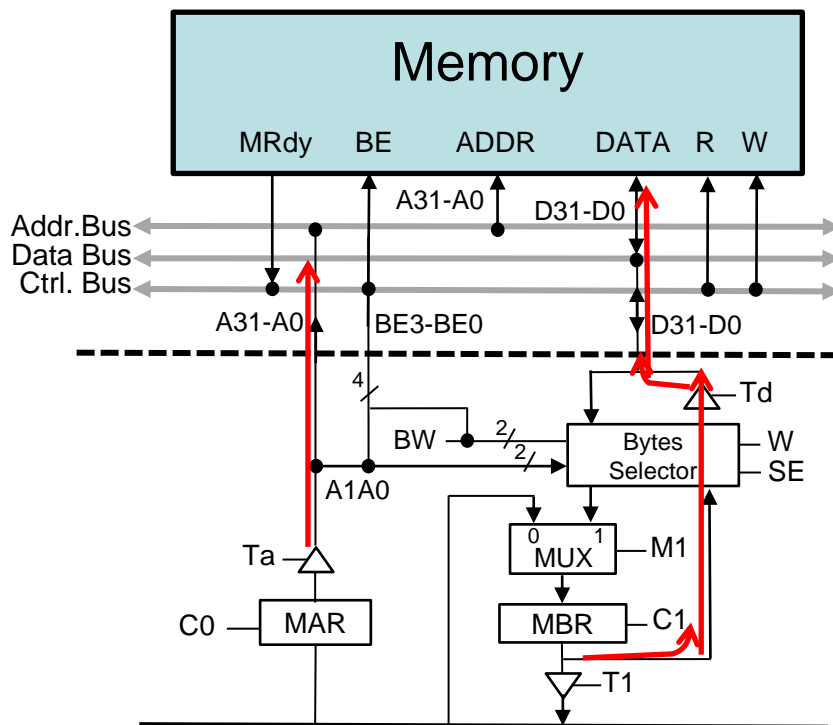 Memory
MRdy BE ADDR DATA R W
A31-A0 D31-D0
Addr.Bus
Data Bus
Ctrl. Bus
A31-A0 BE3-BE0 D31-D0
4 Td
BW 2 Bytes W
2 Selector SE
A1A0
0 1
Ta MUX M1
C0 MAR MBR C1
T1